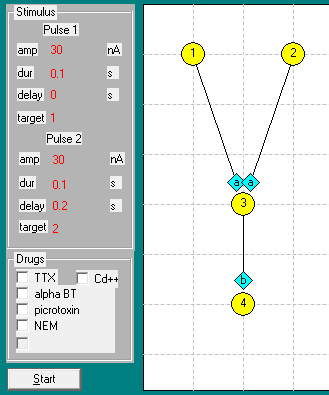 Stimulus
Pulse 1
amp 30 nA
dur 0.1 s
delay 0 s
target 1
Pulse 2
amp 30 nA
dur 0.1 s
delay 0.2 s
target 2
Drugs
TTX Cd++
alpha BT
picrotoxin
NEM
Start
1 2
a a
3
b
4